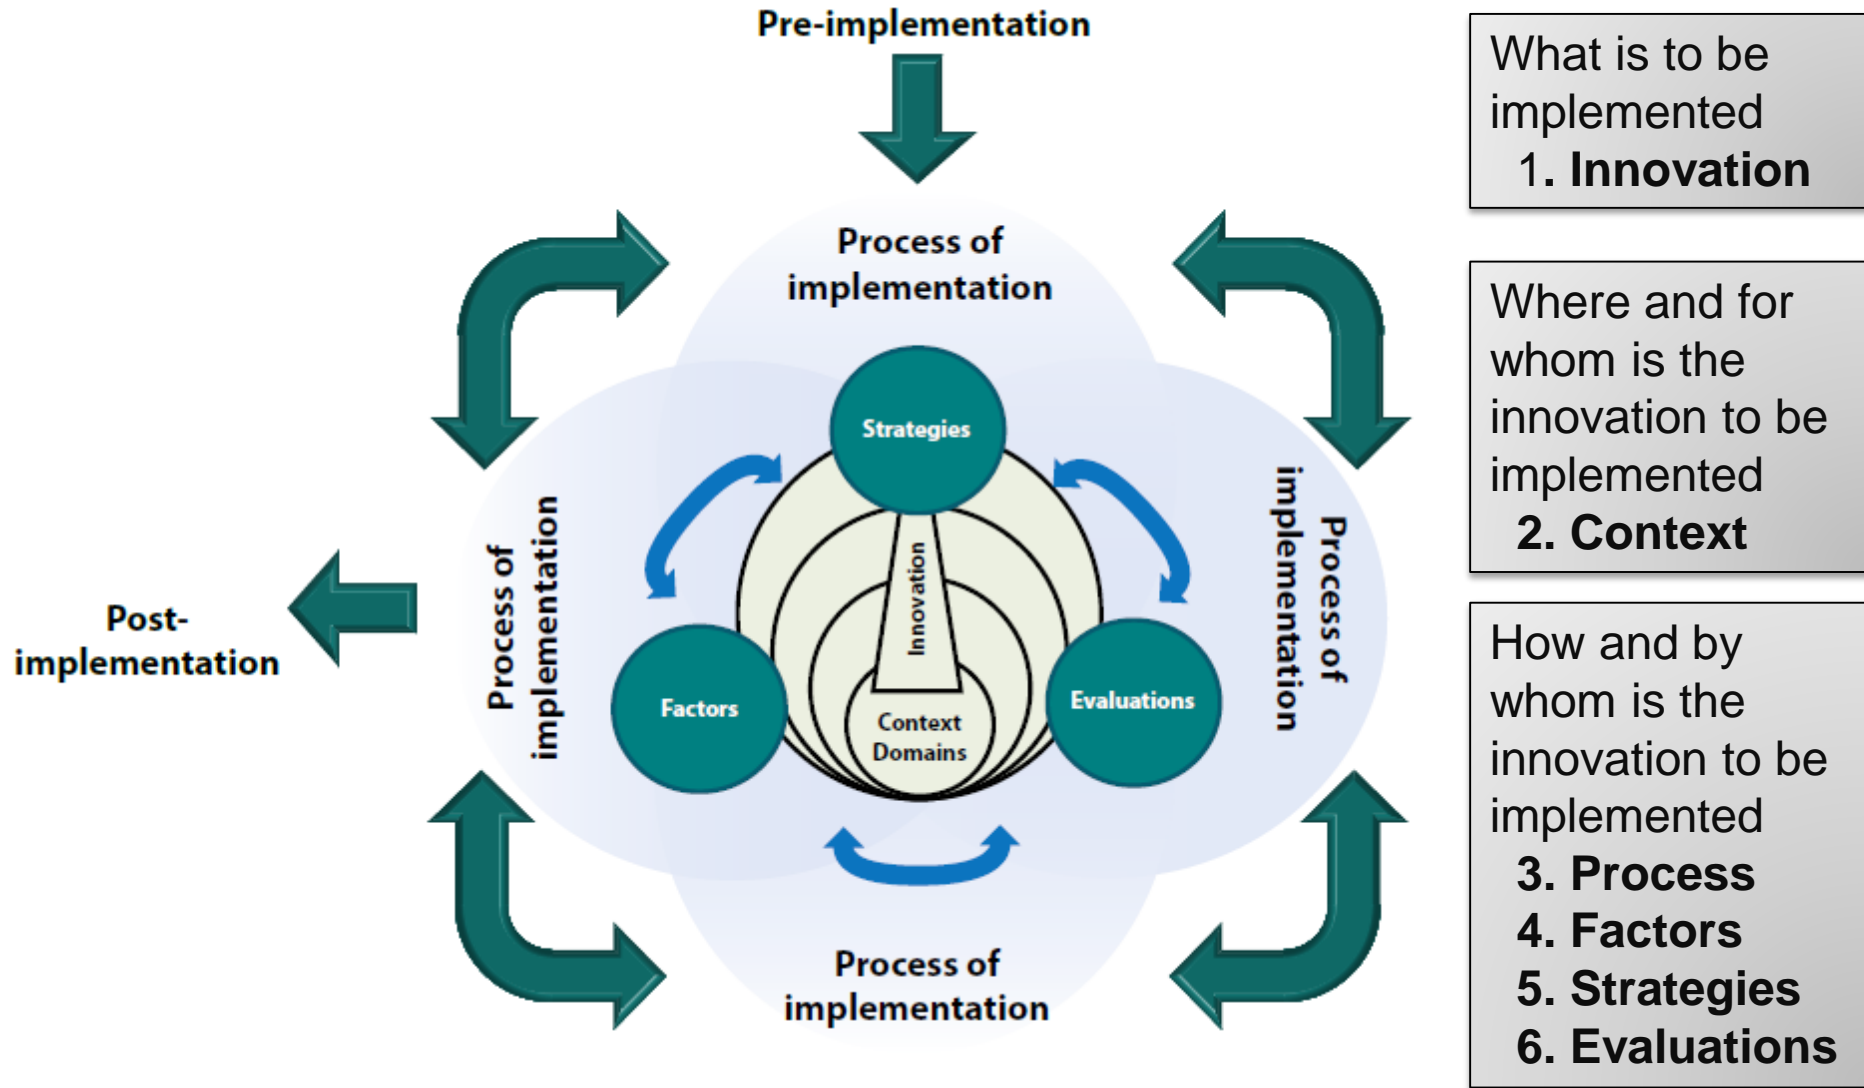 Pre-implementation
Process of
implementation
Strategies
Process of
implementation
Innovation
Process of
implementation
Post-
implementation
Factors
Evaluations
Context
Domains
Process of
implementation
What is to be
implemented
1. Innovation
Where and for
whom is the
innovation to be
implemented
2. Context
How and by
whom is the
innovation to be
implemented
3. Process
4. Factors
5. Strategies
6. Evaluations